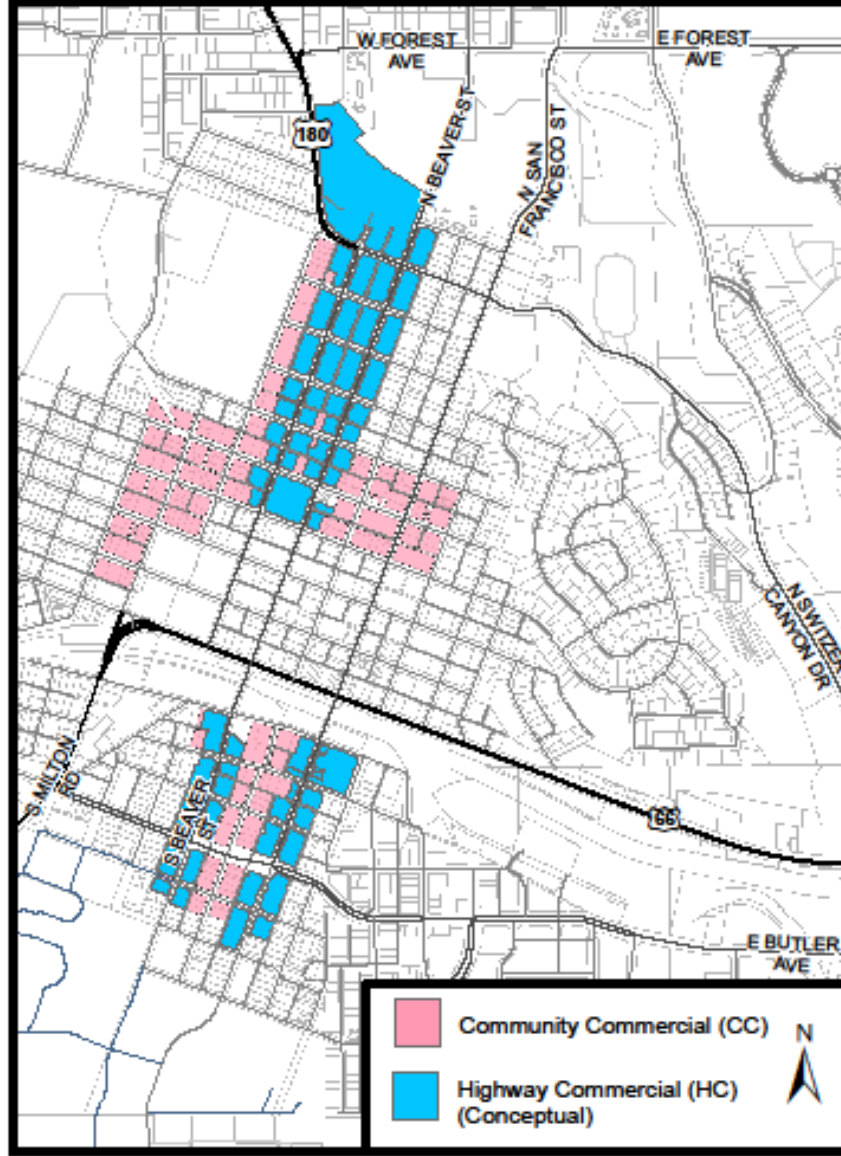 W FOREST
AVE
E FOREST
AVE
180
N BEAVER ST
N SAN
FRANCISCO ST
N SWITZER
CANYON DR
S. MILTON
RD
S BEAVER
ST
66
E BUTLER
AVE
Community Commercial (CC)
N
Highway Commercial (HC)
(Conceptual)